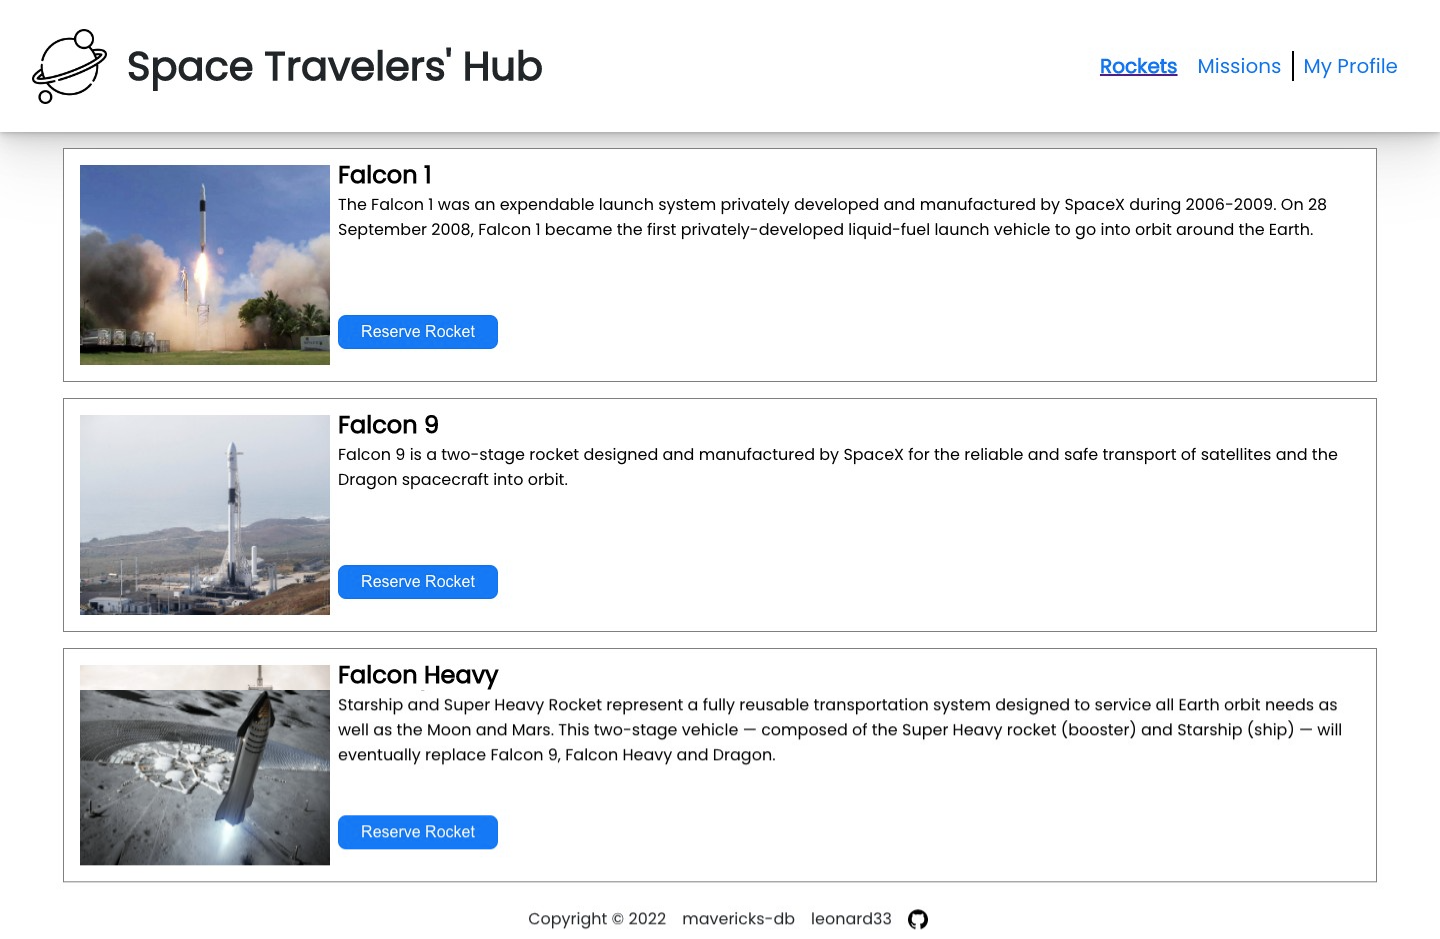 Space Travelers' Hub
Rockets
Missions
My Profile
Falcon 1
The Falcon 1 was an expendable launch system privately developed and manufactured by SpaceX during 2006-2009. On 28
September 2008, Falcon 1 became the first privately-developed liquid-fuel launch vehicle to go into orbit around the Earth.
Reserve Rocket
Falcon 9
Falcon 9 is a two-stage rocket designed and manufactured by SpaceX for the reliable and safe transport of satellites and the
Dragon spacecraft into orbit.
Reserve Rocket
Falcon Heavy
Starship and Super Heavy Rocket represent a fully reusable transportation system designed to service all Earth orbit needs as
well as the Moon and Mars. This two-stage vehicle — composed of the Super Heavy rocket (booster) and Starship (ship) — will
eventually replace Falcon 9, Falcon Heavy and Dragon.
Reserve Rocket
Copyright © 2022 mavericks-db leonard33